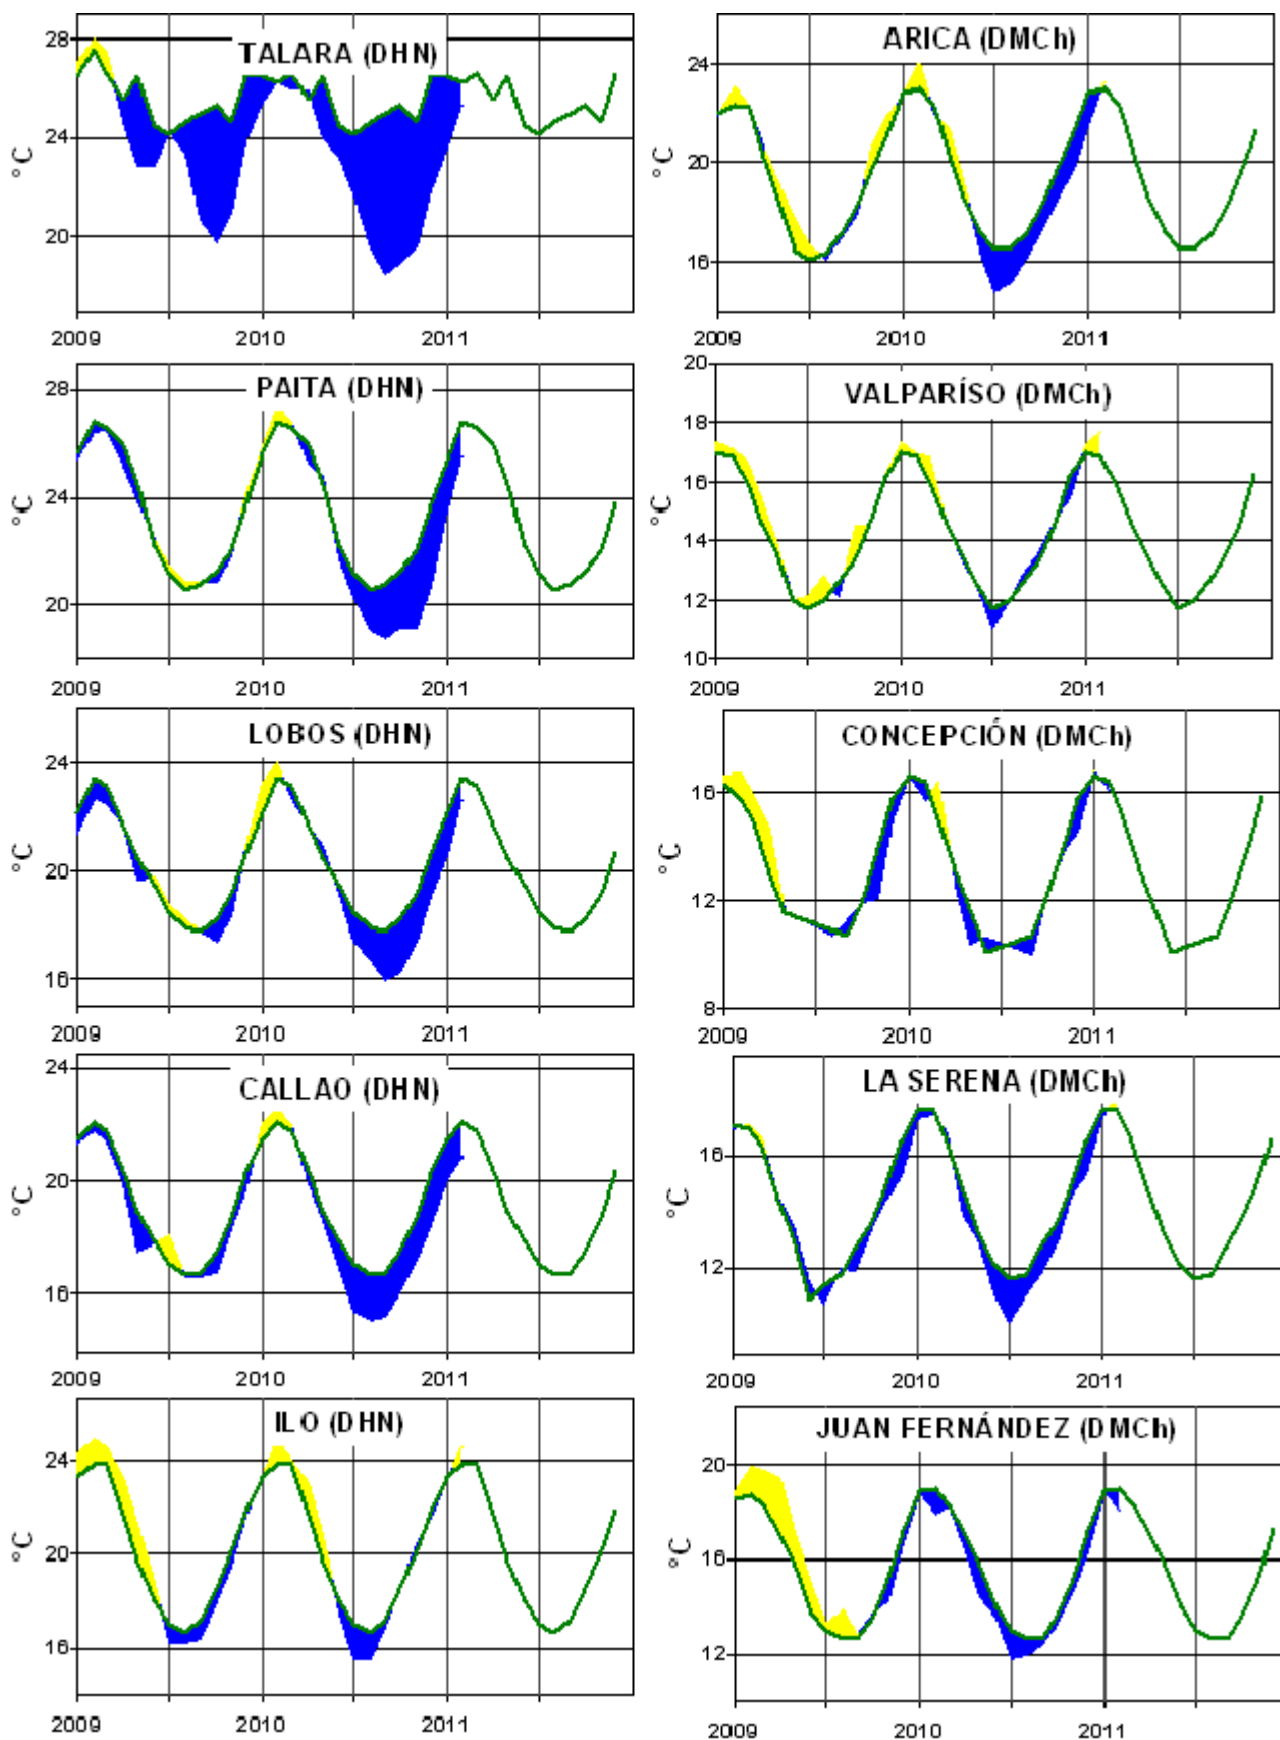 TALARA (DHN)
°C
28
24
20
2009 2010 2011
ARICA (DMCh)
°C
24
20
16
2009 2010 2011
PAITA (DHN)
°C
28
24
20
2009 2010 2011
VALPARÍSO (DMCh)
°C
20
18
16
14
12
10
2009 2010 2011
LOBOS (DHN)
°C
24
20
16
2009 2010 2011
CONCEPCIÓN (DMCh)
°C
16
12
8
2009 2010 2011
CALLAO (DHN)
°C
24
20
16
2009 2010 2011
LA SERENA (DMCh)
°C
16
12
2009 2010 2011
ILO (DHN)
°C
24
20
16
2009 2010 2011
JUAN FERNÁNDEZ (DMCh)
°C
20
16
12
2009 2010 2011